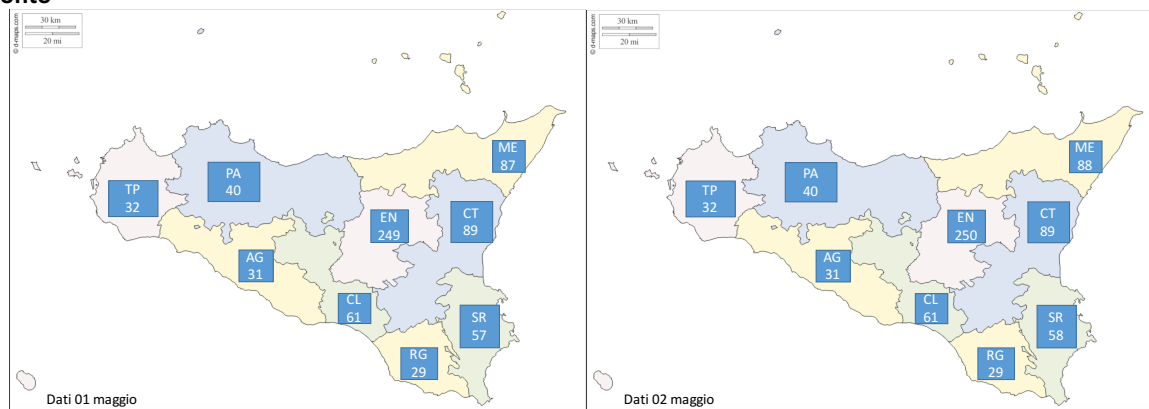 30 km
20 mi
© d-maps.com
ME
87
PA
40
TP
32
EN
249
CT
89
AG
31
CL
61
SR
57
RG
29
Dati 01 maggio
30 km
20 mi
© d-maps.com
ME
88
PA
40
TP
32
EN
250
CT
89
AG
31
CL
61
SR
58
RG
29
Dati 02 maggio